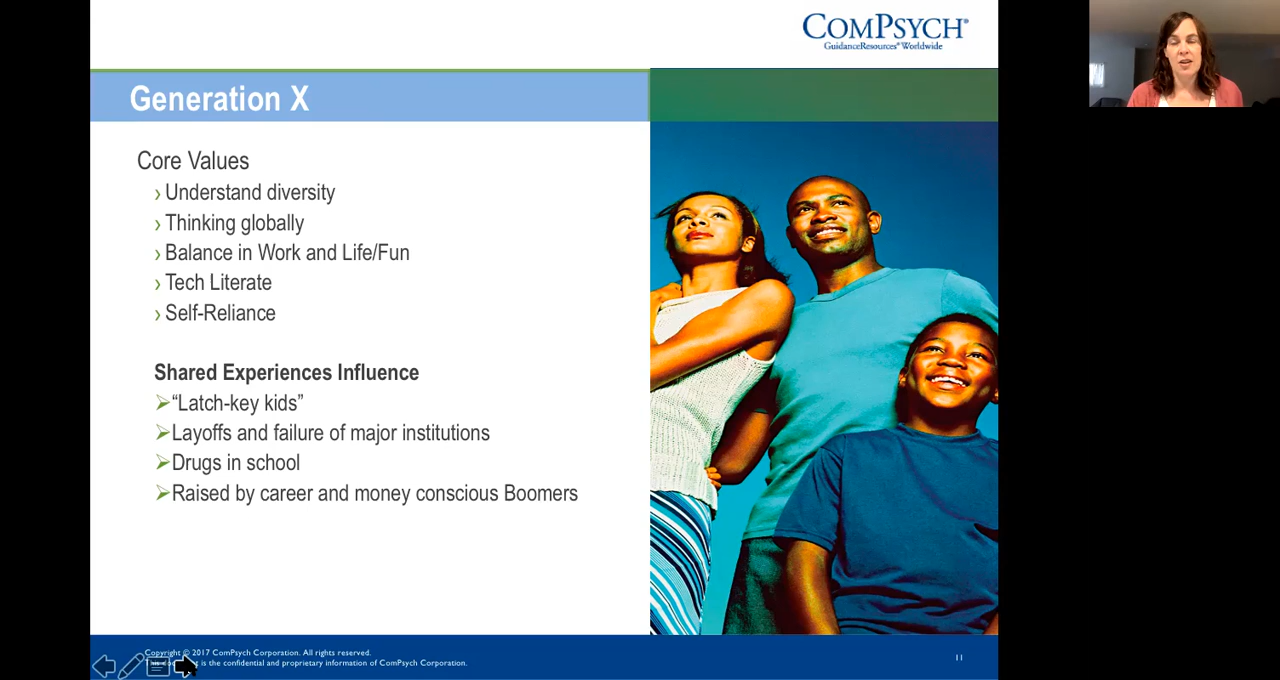 COMPSYCH®
GuidanceResources® Worldwide
Generation X
Core Values
› Understand diversity
› Thinking globally
› Balance in Work and Life/Fun
› Tech Literate
› Self-Reliance
Shared Experiences Influence
➢“Latch-key kids”
➢Layoffs and failure of major institutions
➢Drugs in school
➢Raised by career and money conscious Boomers
Copyright © 2017 ComPsych Corporation. All rights reserved.
is the confidential and proprietary information of ComPsych Corporation.
11